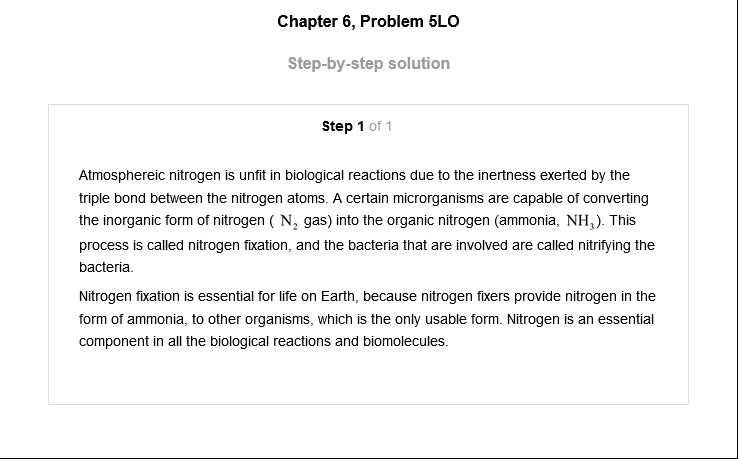 Chapter 6, Problem 5LO
Step-by-step solution
Step 1 of 1
Atmosphereic nitrogen is unfit in biological reactions due to the inertness exerted by the
triple bond between the nitrogen atoms. A certain microrganisms are capable of converting
the inorganic form of nitrogen ( N₂ gas) into the organic nitrogen (ammonia, NH₃). This
process is called nitrogen fixation, and the bacteria that are involved are called nitrifying the
bacteria.
Nitrogen fixation is essential for life on Earth, because nitrogen fixers provide nitrogen in the
form of ammonia, to other organisms, which is the only usable form. Nitrogen is an essential
component in all the biological reactions and biomolecules.